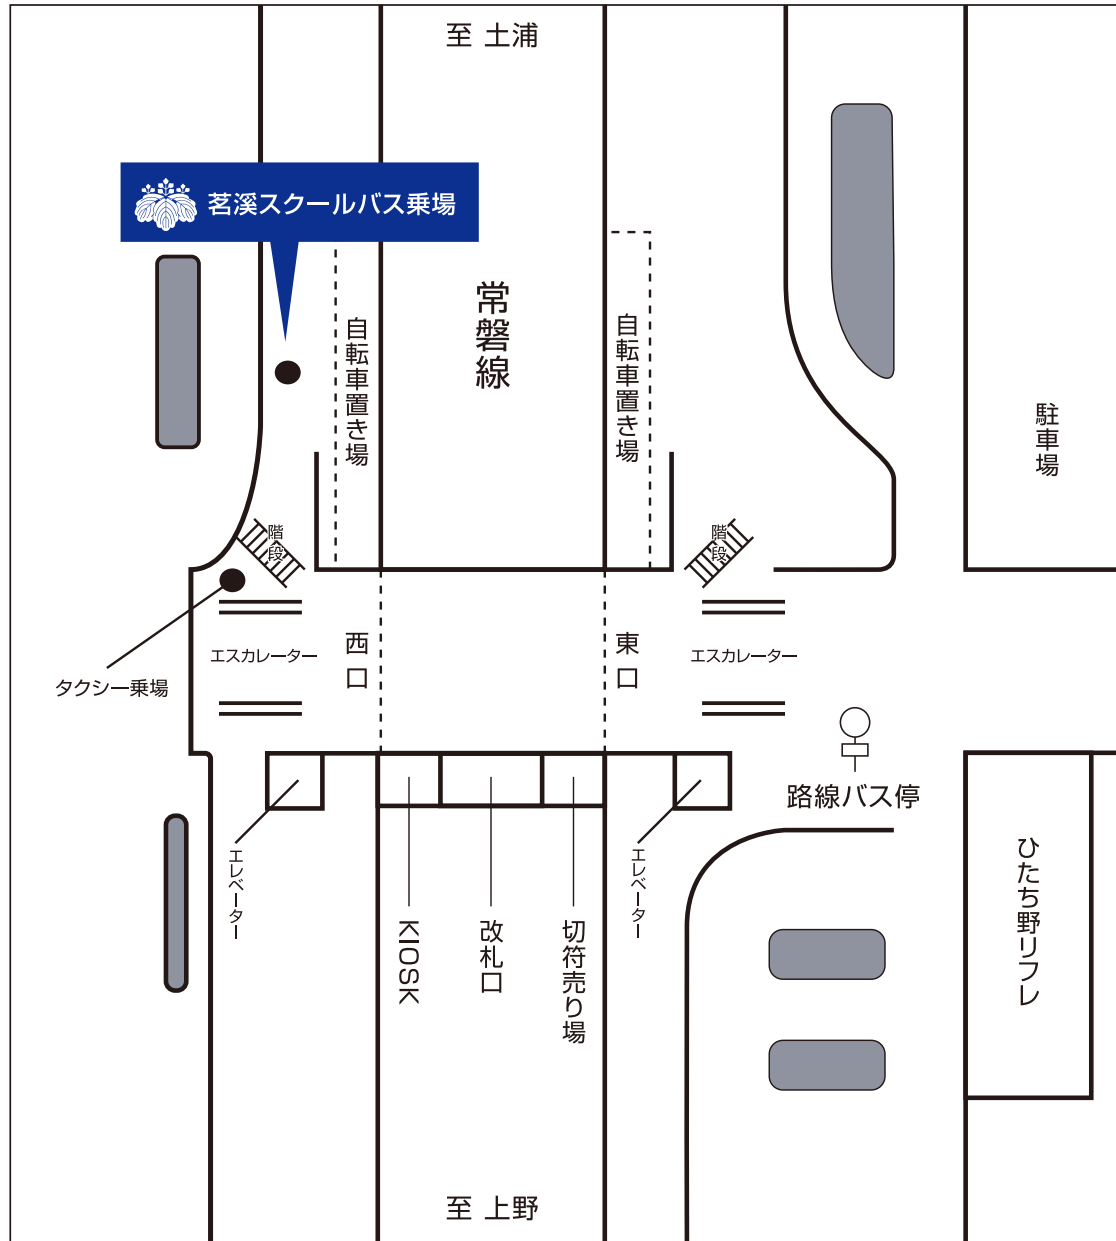 至 土浦
茗溪スクールバス乗場
常磐線
自転車置き場
自転車置き場
駐車場
階段
階段
西口
東口
エスカレーター
エスカレーター
タクシー乗場
路線バス停
エレベーター
エレベーター
KIOSK
改札口
切符売り場
ひたち野リフレ
至 上野